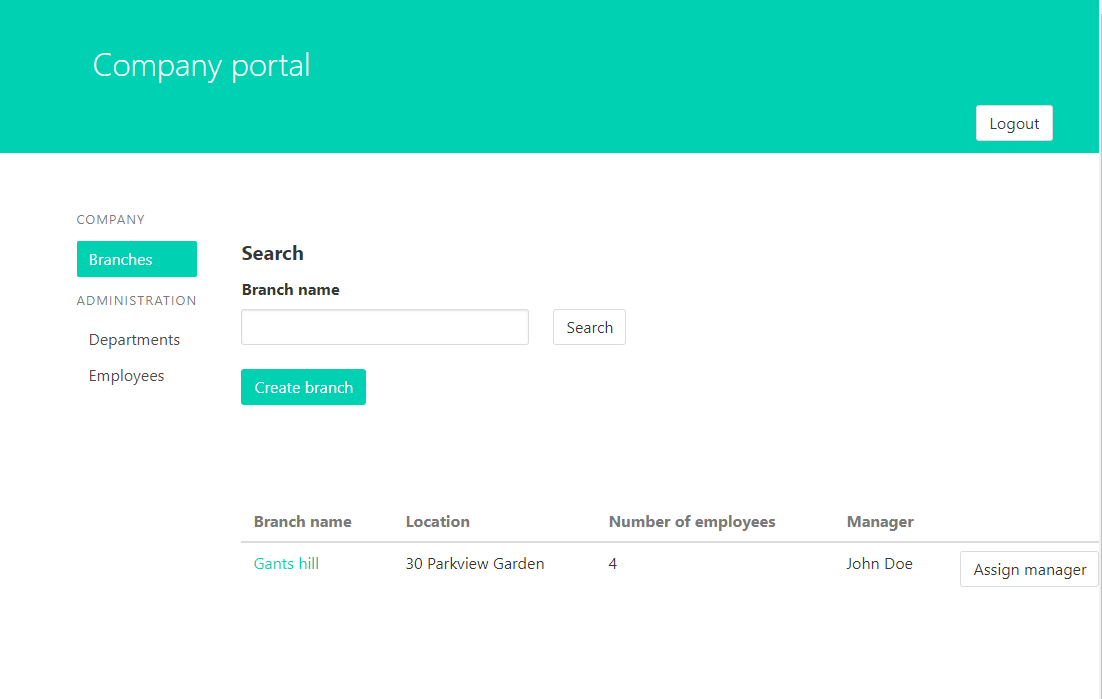 Company portal
Logout
COMPANY
Branches
ADMINISTRATION
Departments
Employees
Search
Branch name
Search
Create branch
Branch name Location Number of employees Manager
Gants hill 30 Parkview Garden 4 John Doe Assign manager